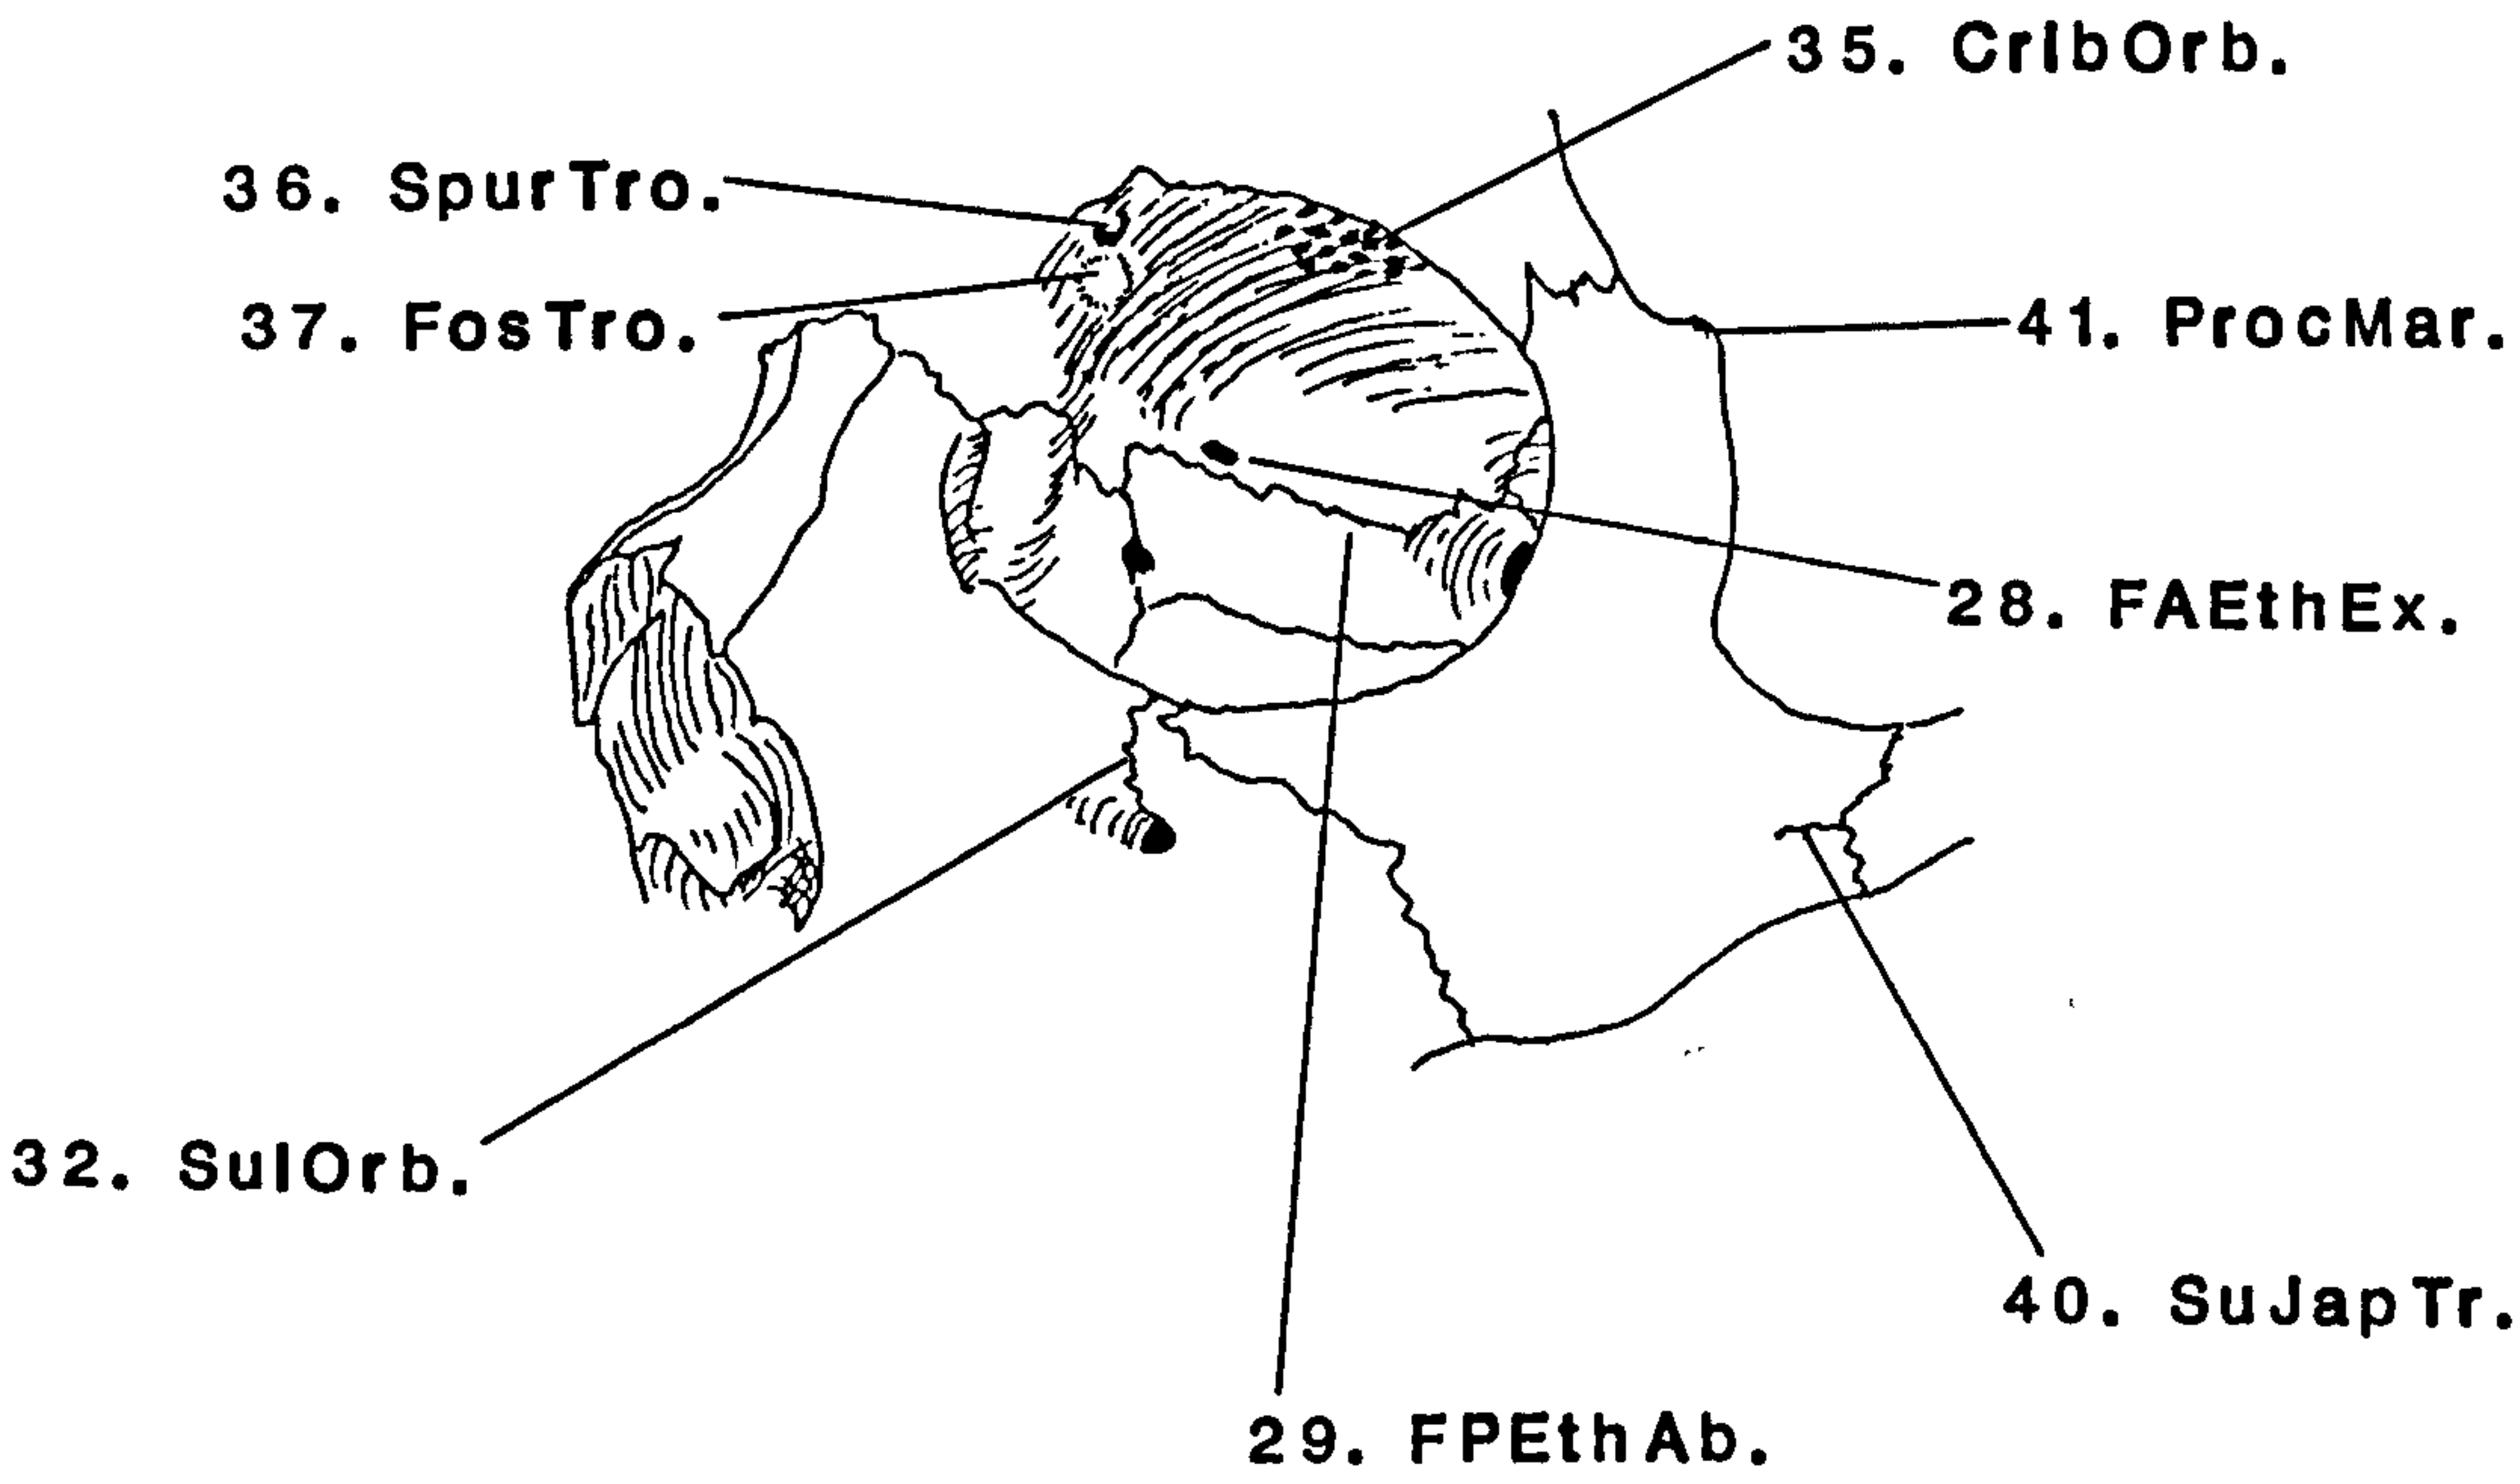 35. CribOrb.
36. SpurTro.
37. FosTro.
41. ProcMar.
28. FAEthEx.
32. SulOrb.
40. SuJapTr.
29. FPEthAb.